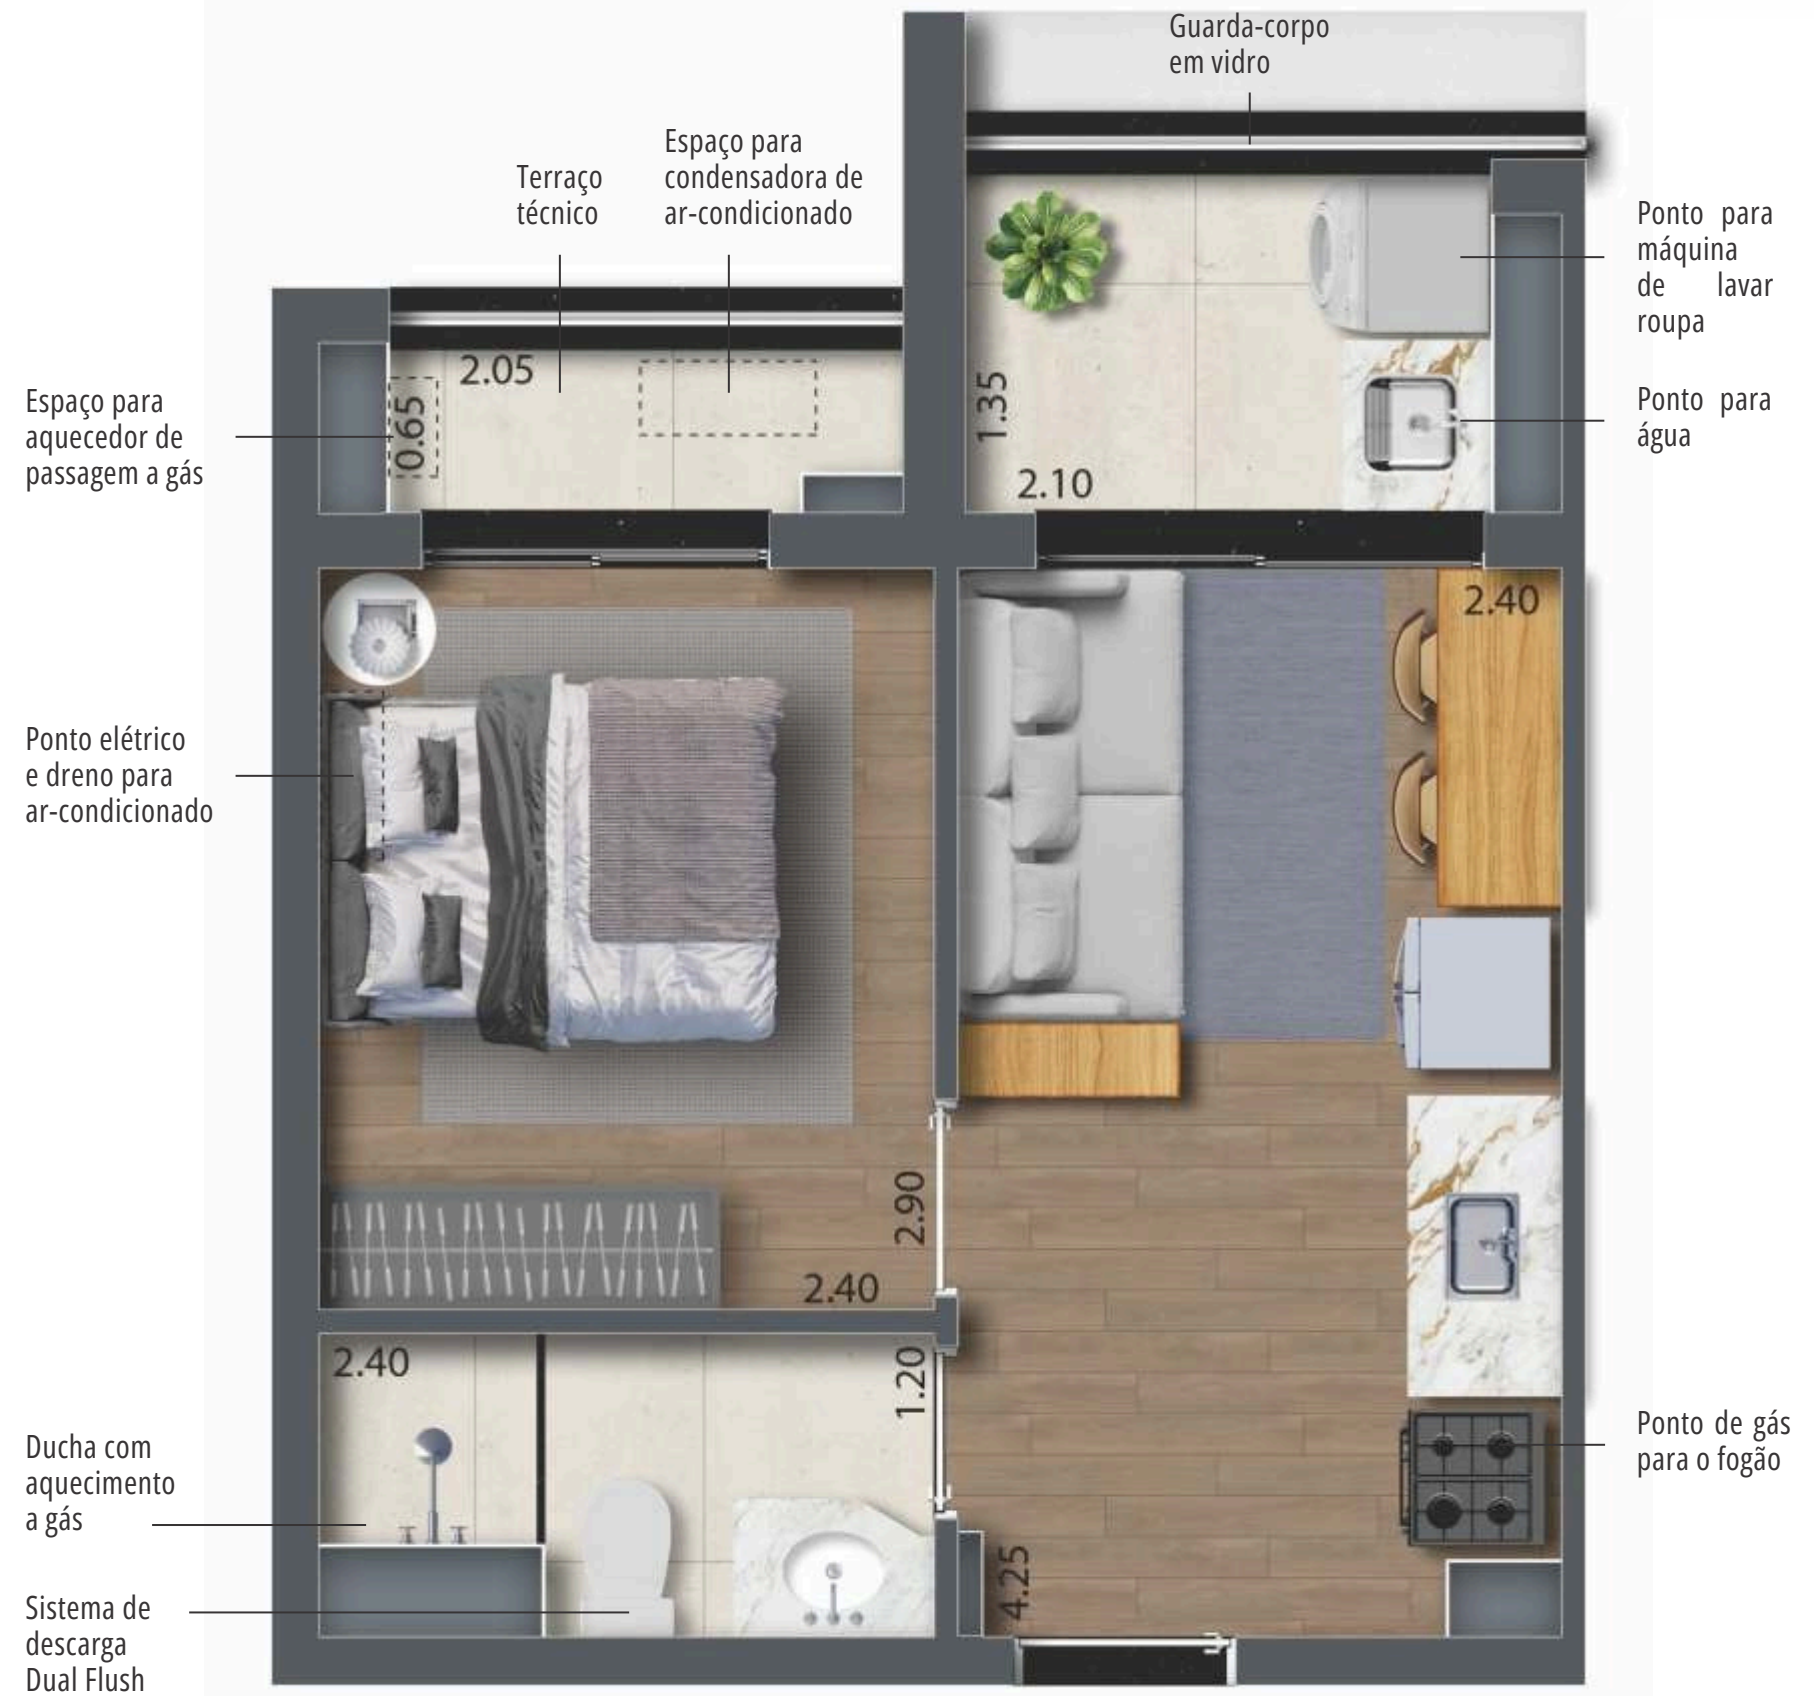 Guarda-corpo
em vidro
Espaço para
condensadora de
ar-condicionado
Terraço
técnico
Ponto para
máquina
de lavar
roupa
2.05
0.65
1.35
2.10
Espaço para
aquecedor de
passagem a gás
Ponto para
água
2.40
Ponto elétrico
e dreno para
ar-condicionado
2.90
2.40
2.40
1.20
Ducha com
aquecimento
a gás
Ponto de gás
para o fogão
4.25
Sistema de
descarga
Dual Flush